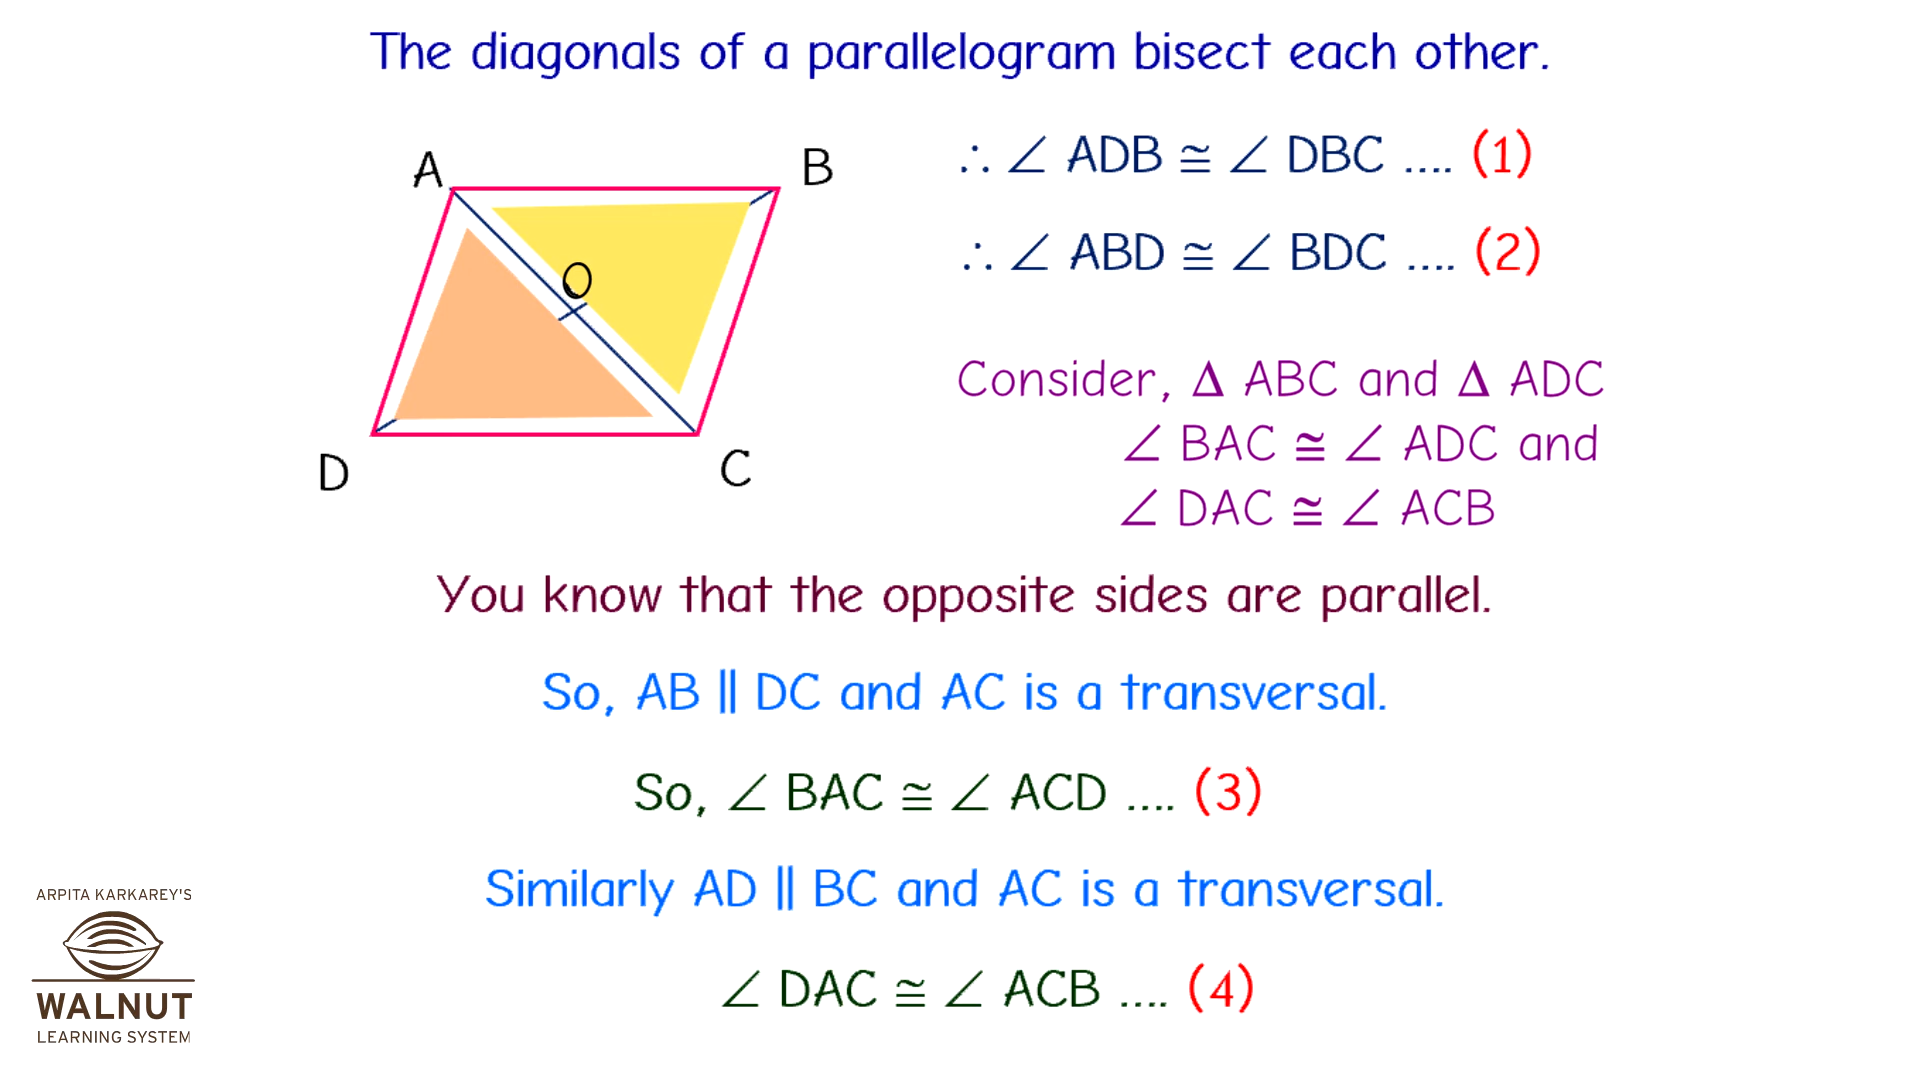 The diagonals of a parallelogram bisect each other.
A
B
O
D
C
∴ ∠ ADB ≅ ∠ DBC .... (1)
∴ ∠ ABD ≅ ∠ BDC .... (2)
Consider, Δ ABC and Δ ADC
∠ BAC ≅ ∠ ADC and
∠ DAC ≅ ∠ ACB
You know that the opposite sides are parallel.
So, AB || DC and AC is a transversal.
So, ∠ BAC ≅ ∠ ACD .... (3)
Similarly AD || BC and AC is a transversal.
∠ DAC ≅ ∠ ACB .... (4)
ARPITA KARKAREY'S
WALNUT
LEARNING SYSTEM